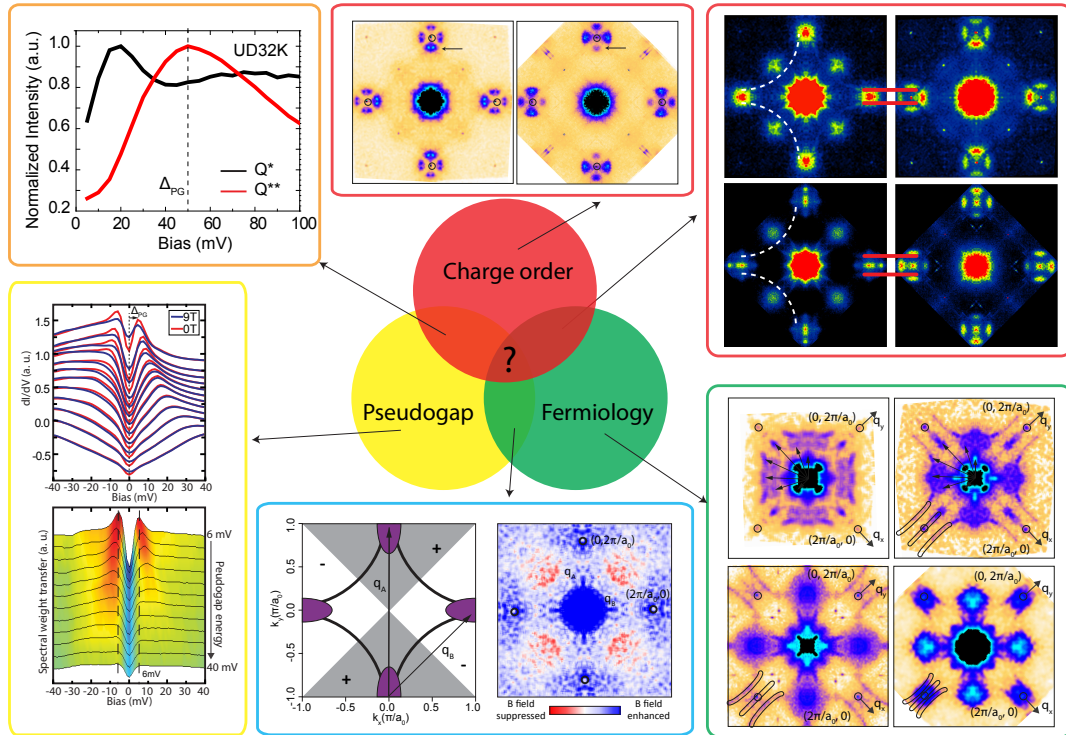 Normalized Intensity (a.u.)
1.0
0.8
0.6
0.4
0.2
UD32K
Q*
Q**
ΔPG
0 20 40 60 80 100
Bias (mV)
Charge order
Pseudogap
?
Fermiology
dI/dV (a. u.)
1.5
1.0
0.5
0.0
-0.5
ΔPG
9T
0T
-40 -30 -20 -10 0 10 20 30 40
Bias (mV)
Spectral weight transfer (a. u.)
6 mV
Peudogap energy
40 mV
6mV
-40 -30 -20 -10 0 10 20 30 40
Bias (mV)
ky(π/a0)
1.0
0.5
0.0
-0.5
-1.0
+
-
qA
qB
+
-
-1.0 -0.5 0.0 0.5 1.0
kx(π/a0)
(0, 2π/a0)
qA
qB
(2π/a0, 0)
B field
suppressed
B field
enhanced
(0, 2π/a0)
qy
(2π/a0, 0)
qx
(0, 2π/a0)
qy
(2π/a0, 0)
qx
(0, 2π/a0)
qy
(2π/a0, 0)
qx
(0, 2π/a0)
qy
(2π/a0, 0)
qx